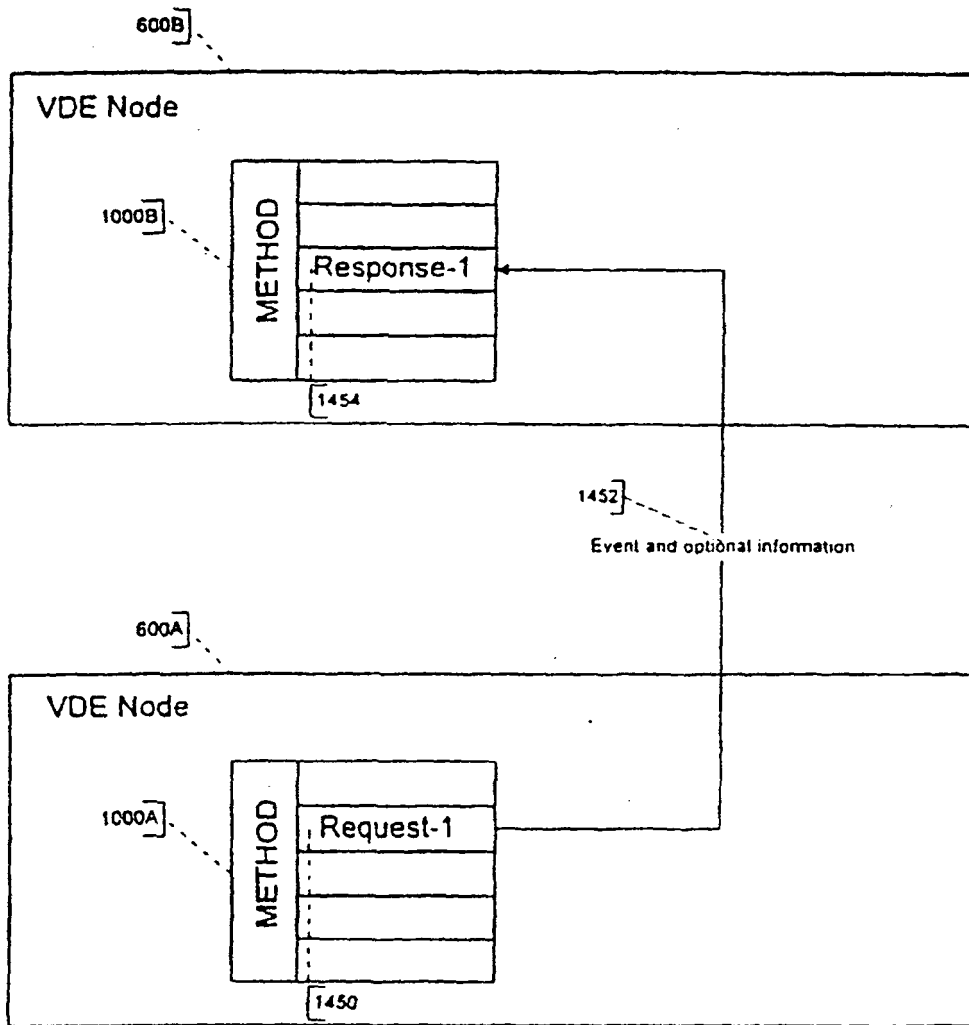 600B
VDE Node
1000B
METHOD
Response-1
1454
1452
Event and optional information
600A
VDE Node
1000A
METHOD
Request-1
1450